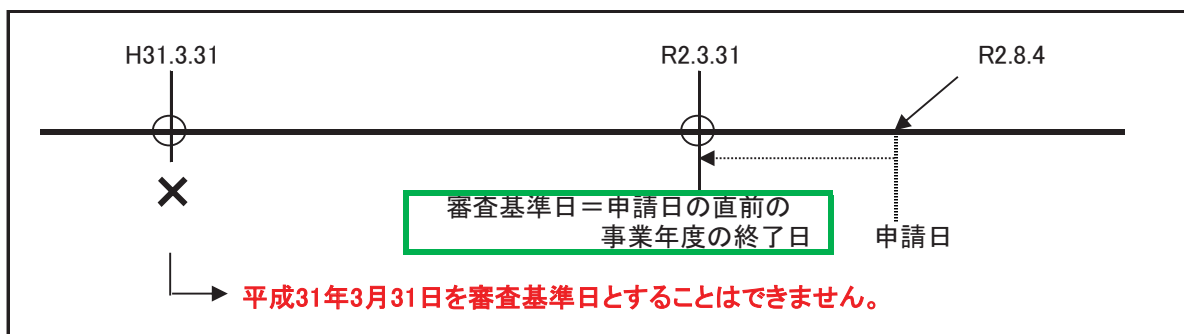 H31.3.31
R2.3.31
R2.8.4
×
審査基準日＝申請日の直前の
事業年度の終了日
申請日
平成31年3月31日を審査基準日とすることはできません。